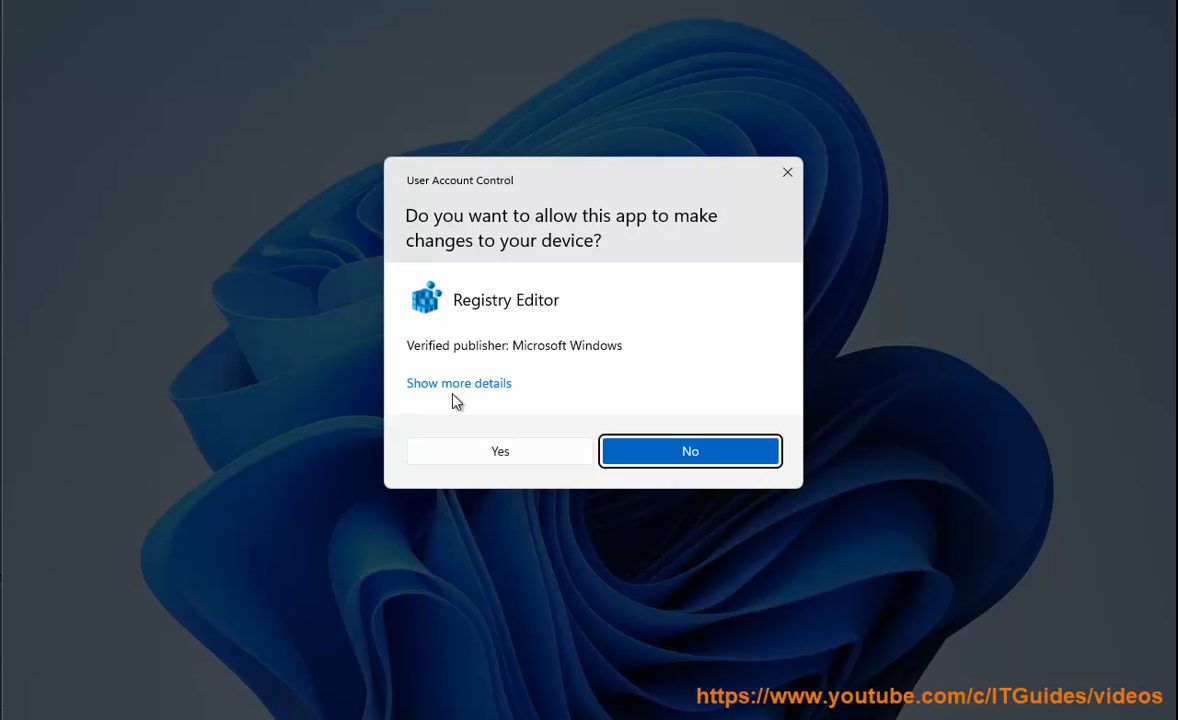 User Account Control
Do you want to allow this app to make
changes to your device?
Registry Editor
Verified publisher: Microsoft Windows
Show more details
Yes
No
https://www.youtube.com/c/ITGuides/videos